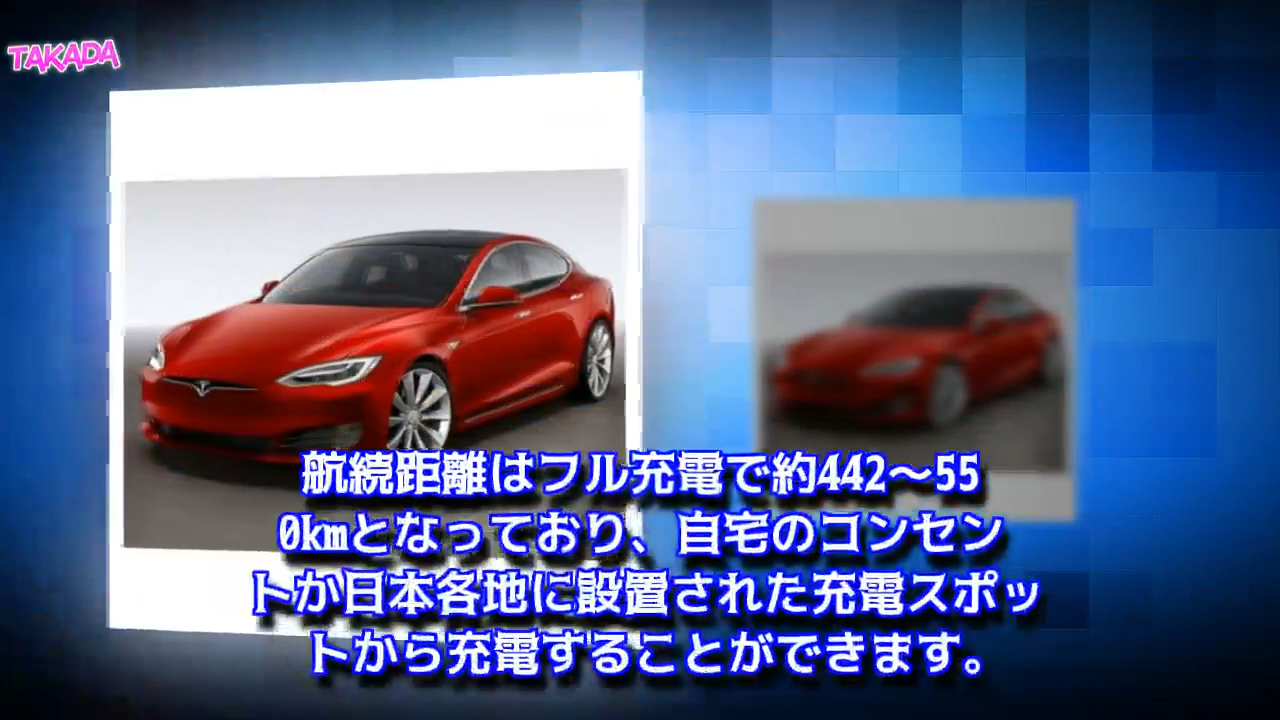 TAKADA
航続距離はフル充電で約442～55
0kmとなっており、自宅のコンセン
トか日本各地に設置された充電スポッ
トから充電することができます。